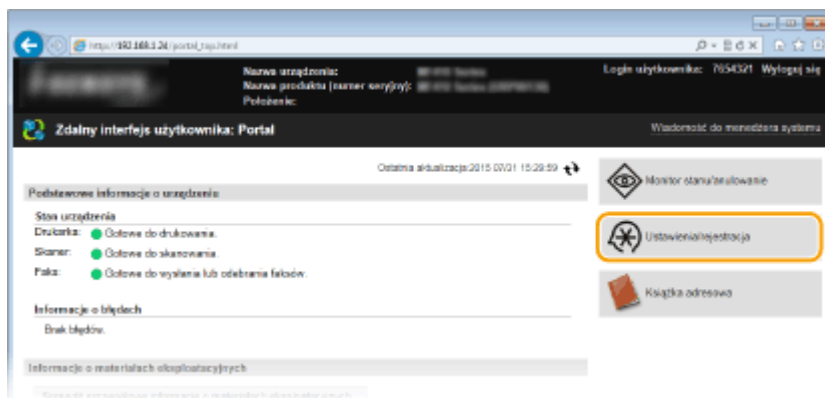 http://192.168.1.24/portal_top.html
Nazwa urządzenia:
Nazwa produktu (numer seryjny):
Położenie:
Login użytkownika: 7654321 Wyloguj się
Zdalny interfejs użytkownika: Portal
Wiadomość do menedżera systemu
Ostatnia aktualizacja:2015 07/31 15:29:59
Podstawowe informacje o urządzeniu
Stan urządzenia
Drukarka: Gotowe do drukowania.
Skaner: Gotowe do skanowania.
Faks: Gotowe do wysłania lub odebrania faksów.
Informacje o błędach
Brak błędów.
Informacje o materiałach eksploatacyjnych
Monitor stanu/anulowanie
Ustawienia/rejestracja
Książka adresowa